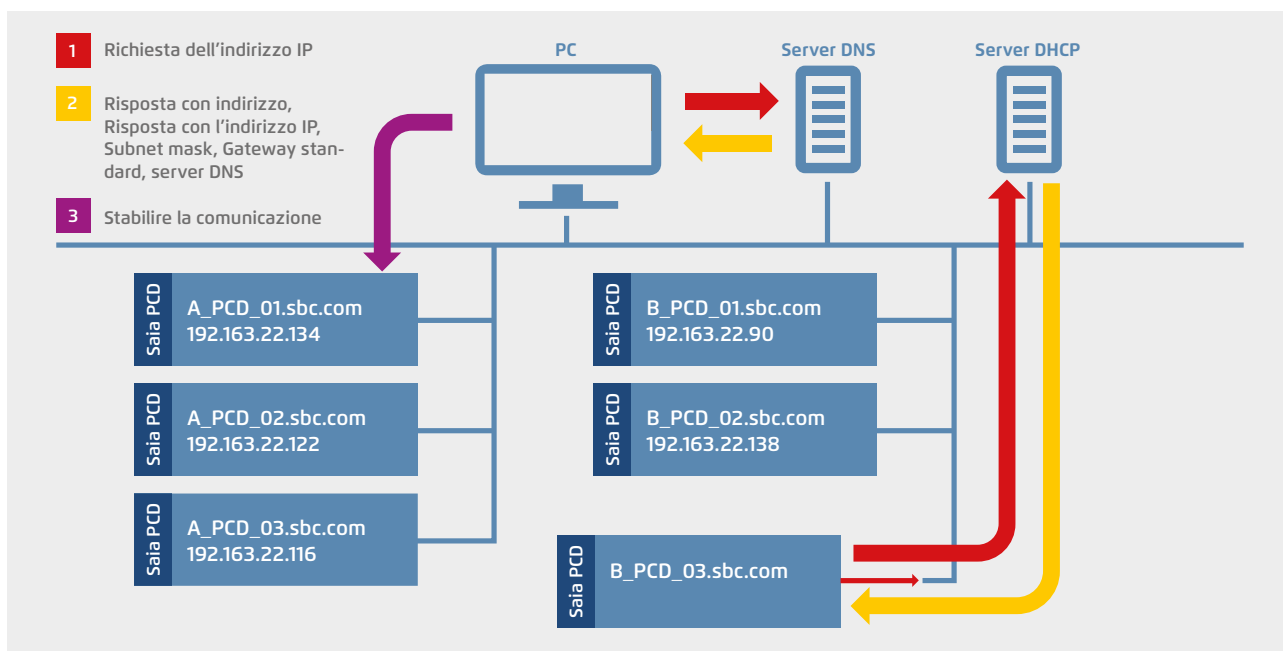 1 Richiesta dell'indirizzo IP
2 Risposta con indirizzo,
Risposta con l'indirizzo IP,
Subnet mask, Gateway stan-
dard, server DNS
3 Stabilire la comunicazione
PC
Server DNS
Server DHCP
Saia PCD
A_PCD_01.sbc.com
192.163.22.134
Saia PCD
A_PCD_02.sbc.com
192.163.22.122
Saia PCD
A_PCD_03.sbc.com
192.163.22.116
Saia PCD
B_PCD_01.sbc.com
192.163.22.90
Saia PCD
B_PCD_02.sbc.com
192.163.22.138
Saia PCD
B_PCD_03.sbc.com